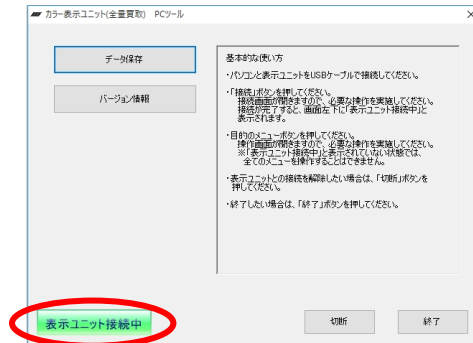 カラー表示ユニット(全量買取) PCツール
データ保存
バージョン情報
基本的な使い方
・パソコンと表示ユニットをUSBケーブルで接続してください。
・「接続」ボタンを押してください。
接続画面が開きますので、必要な操作を実施してください。
接続が完了すると、画面左下に「表示ユニット接続中」と
表示されます。
・目的のメニューボタンを押してください。
操作画面が開きますので、必要な操作を実施してください。
※「表示ユニット接続中」と表示されていない状態では、
全てのメニューを操作することはできません。
・表示ユニットとの接続を解除したい場合は、「切断」ボタンを
押してください。
・終了したい場合は、「終了」ボタンを押してください。
表示ユニット接続中
切断
終了